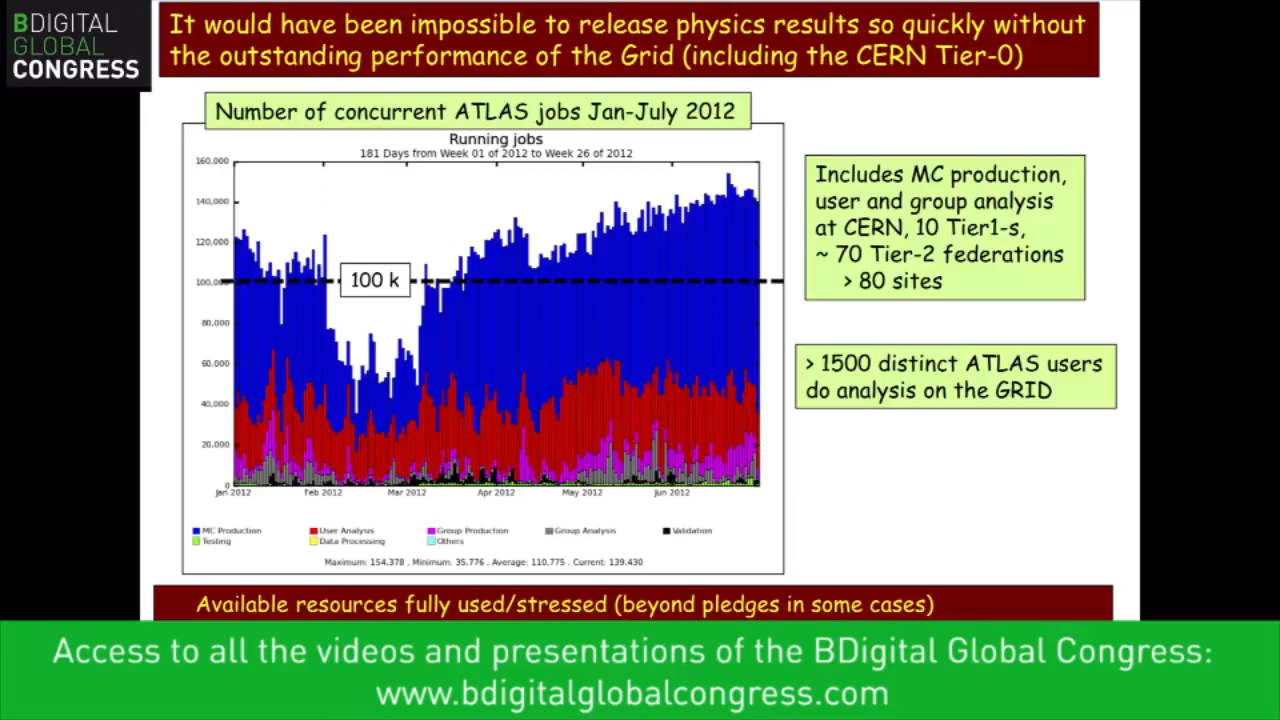 BDIGITAL
GLOBAL
CONGRESS
It would have been impossible to release physics results so quickly without
the outstanding performance of the Grid (including the CERN Tier-0)
Number of concurrent ATLAS jobs Jan-July 2012
Running jobs
181 Days from Week 01 of 2012 to Week 26 of 2012
160,000
140,000
120,000
100,000
80,000
60,000
40,000
20,000
0
100 k
Jan 2012 Feb 2012 Mar 2012 Apr 2012 May 2012 Jun 2012
MC Production User Analysis Group Production Group Analysis Validation
Testing Data Processing Others
Maximum: 154,378 , Minimum: 35,776 , Average: 110,775 , Current: 139,430
Includes MC production,
user and group analysis
at CERN, 10 Tier1-s,
~ 70 Tier-2 federations
> 80 sites
> 1500 distinct ATLAS users
do analysis on the GRID
Available resources fully used/stressed (beyond pledges in some cases)
Access to all the videos and presentations of the BDigital Global Congress:
www.bdigitalglobalcongress.com